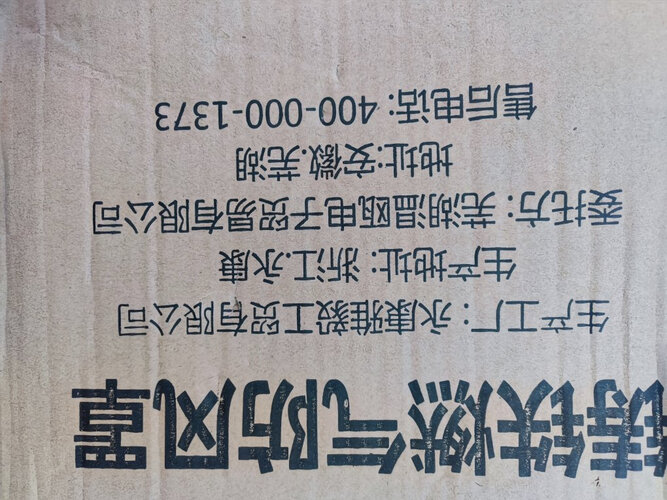 铸铁燃气防风罩
生产工厂：永康雅毅工贸有限公司
生产地址：浙江.永康
委托方：芜湖温瓯电子贸易有限公司
地址:安徽.芜湖
售后电话: 400-000-1373